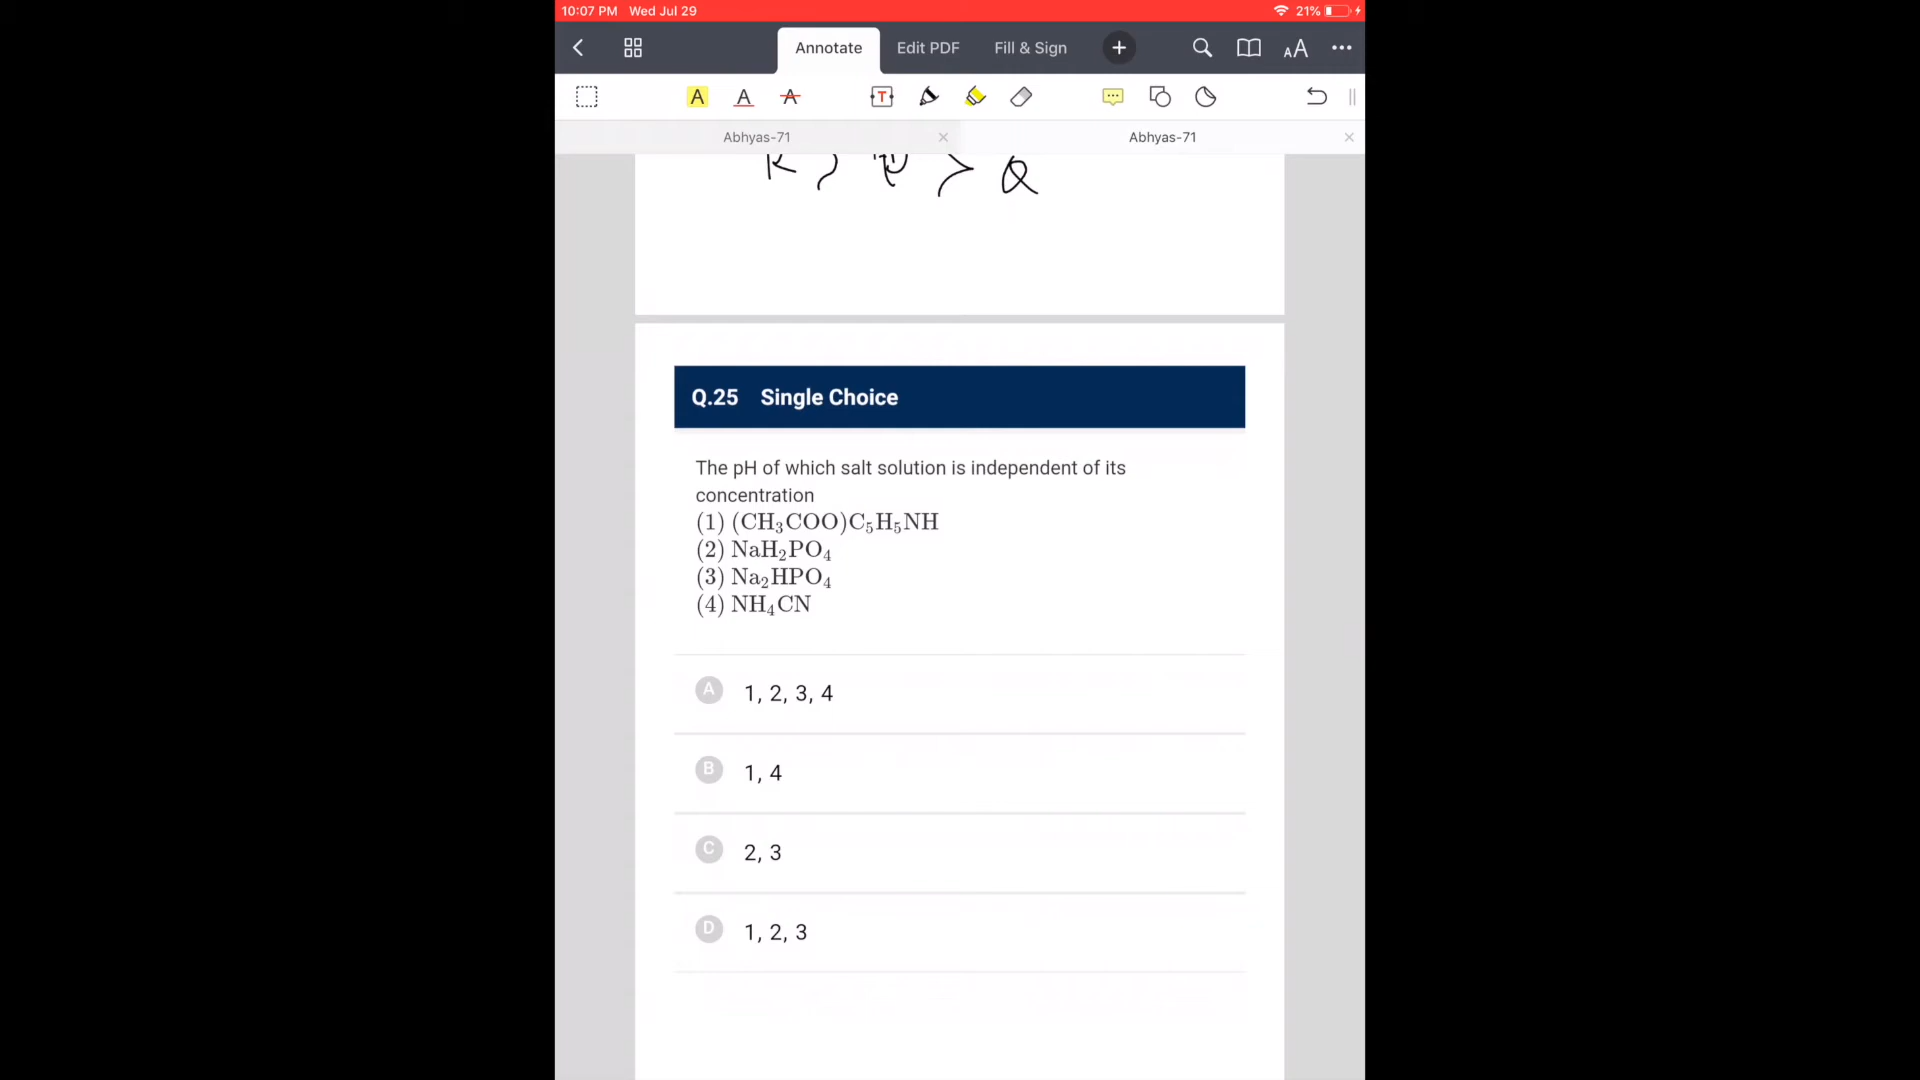 10:07 PM Wed Jul 29 21%
Annotate Edit PDF Fill & Sign AA
A A A T
Abhyas-71 Abhyas-71
R > P > Q
Q.25 Single Choice
The pH of which salt solution is independent of its
concentration
(1) (CH₃COO)C₅H₅NH
(2) NaH₂PO₄
(3) Na₂HPO₄
(4) NH₄CN
A 1, 2, 3, 4
B 1, 4
C 2, 3
D 1, 2, 3